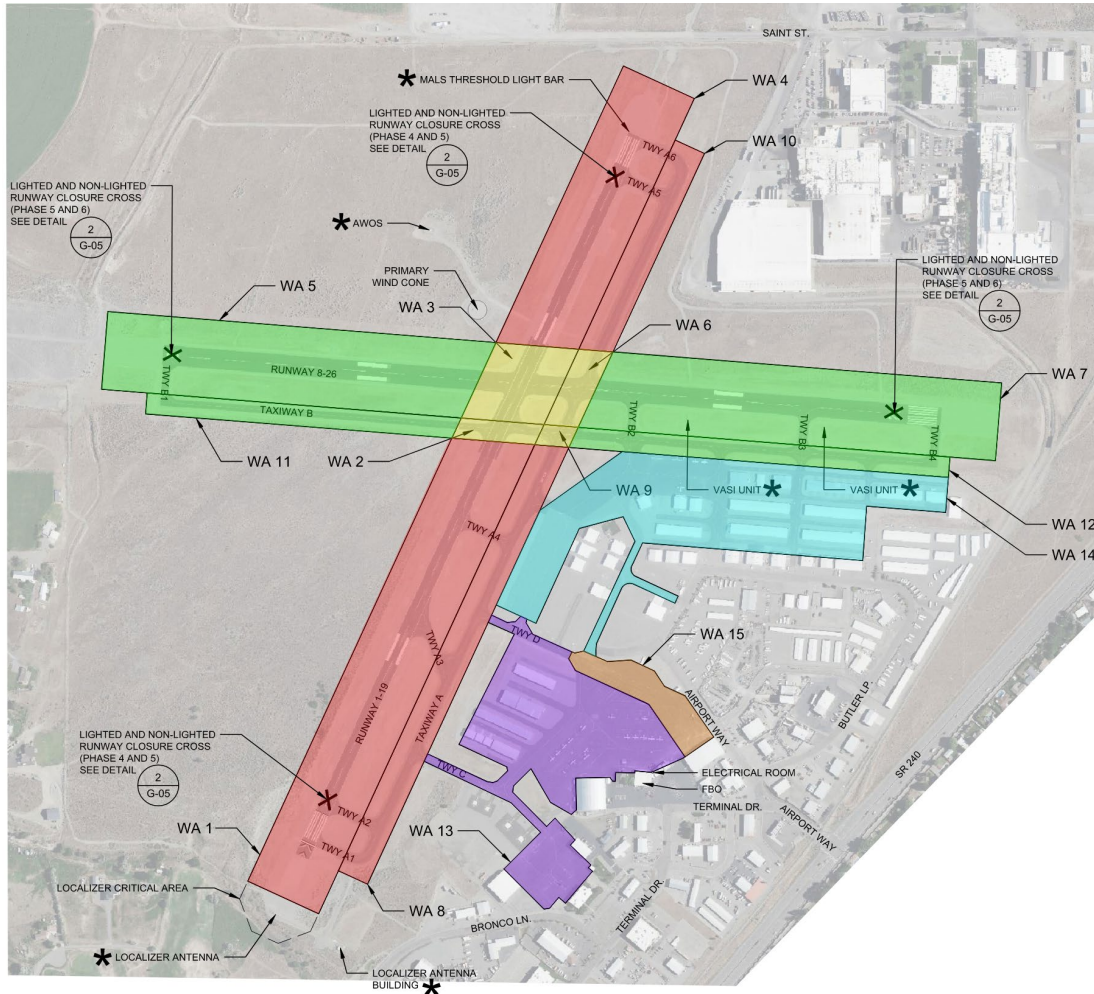 SAINT ST.
* MALS THRESHOLD LIGHT BAR
WA 4
LIGHTED AND NON-LIGHTED
RUNWAY CLOSURE CROSS
(PHASE 4 AND 5)
SEE DETAIL
2
G-05
TWY A6
WA 10
TWY A5
LIGHTED AND NON-LIGHTED
RUNWAY CLOSURE CROSS
(PHASE 5 AND 6)
SEE DETAIL
2
G-05
* AWOS
PRIMARY
WIND CONE
LIGHTED AND NON-LIGHTED
RUNWAY CLOSURE CROSS
(PHASE 5 AND 6)
SEE DETAIL
2
G-05
WA 5
WA 3
WA 6
WA 7
TWY B1
RUNWAY 8-26
TAXIWAY B
TWY B2
TWY B3
TWY B4
WA 11
WA 2
WA 9
VASI UNIT *
VASI UNIT *
WA 12
WA 14
TWY A4
TWY D
TWY A3
WA 15
RUNWAY 1-19
TAXIWAY A
AIRPORT WAY
BUTLER LP.
SR 240
LIGHTED AND NON-LIGHTED
RUNWAY CLOSURE CROSS
(PHASE 4 AND 5)
SEE DETAIL
2
G-05
TWY C
ELECTRICAL ROOM
FBO
TERMINAL DR.
AIRPORT WAY
TWY A2
WA 1
TWY A1
WA 13
LOCALIZER CRITICAL AREA
WA 8
BRONCO LN.
TERMINAL DR.
* LOCALIZER ANTENNA
LOCALIZER ANTENNA
BUILDING *